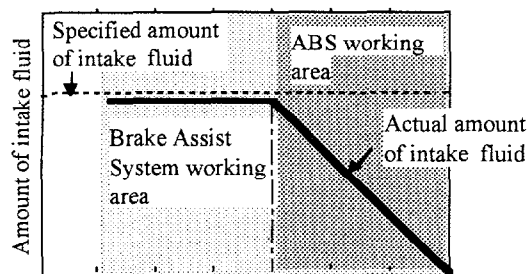 Amount of intake fluid
Specified amount
of intake fluid
ABS working
area
Brake Assist
System working
area
Actual amount
of intake fluid